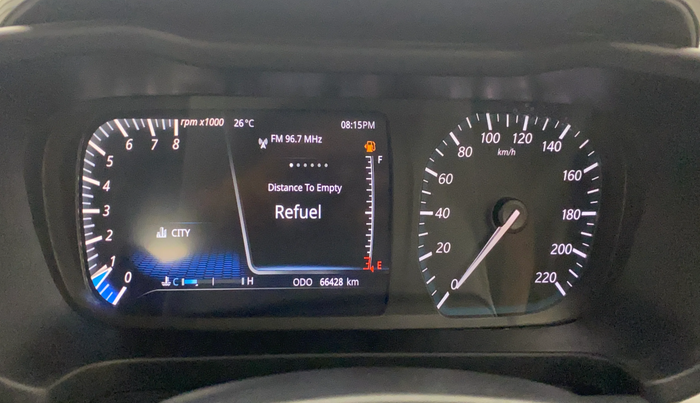 rpm x1000 26°C 08:15PM
FM 96.7 MHz
Distance To Empty
Refuel
CITY
F
E
C H ODO 66428 km
0 1 2 3 4 5 6 7 8
0 20 40 60 80 100 120 140 160 180 200 220
km/h